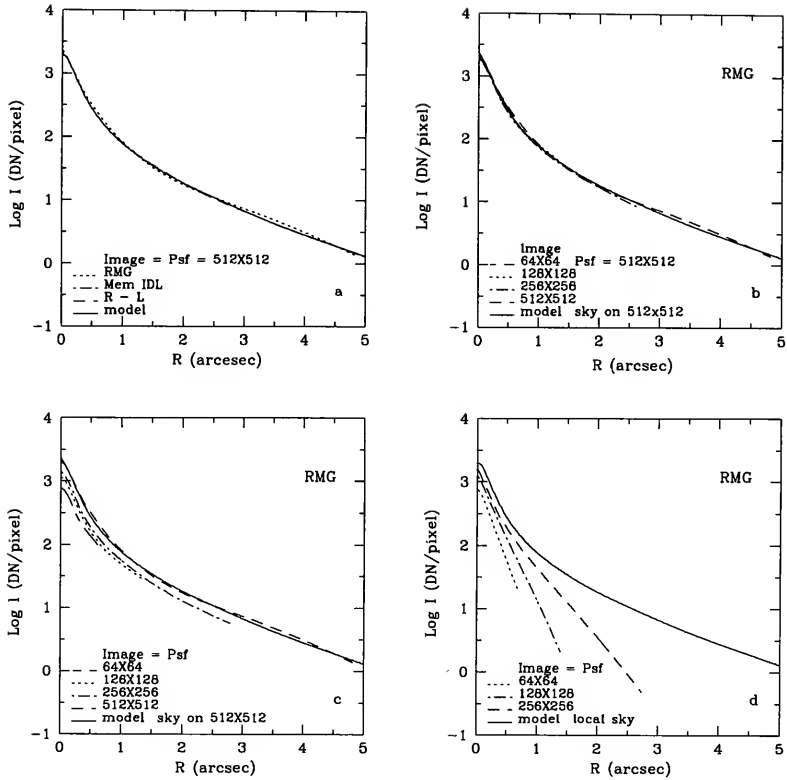 4
3
2
1
0
−1
Log I (DN/pixel)
Image = Psf = 512X512
RMG
Mem IDL
R − L
model
a
0 1 2 3 4 5
R (arcesec)
4
3
2
1
0
−1
Log I (DN/pixel)
RMG
image
64X64 Psf = 512X512
128X128
256X256
512X512
model sky on 512x512
b
0 1 2 3 4 5
R (arcsec)
4
3
2
1
0
−1
Log I (DN/pixel)
RMG
Image = Psf
64X64
126X128
256X256
512X512
model sky on 512X512
c
0 1 2 3 4 5
R (arcsec)
4
3
2
1
0
−1
Log I (DN/pixel)
RMG
Image = Psf
64X64
128X128
256X256
model local sky
d
0 1 2 3 4 5
R (arcsec)